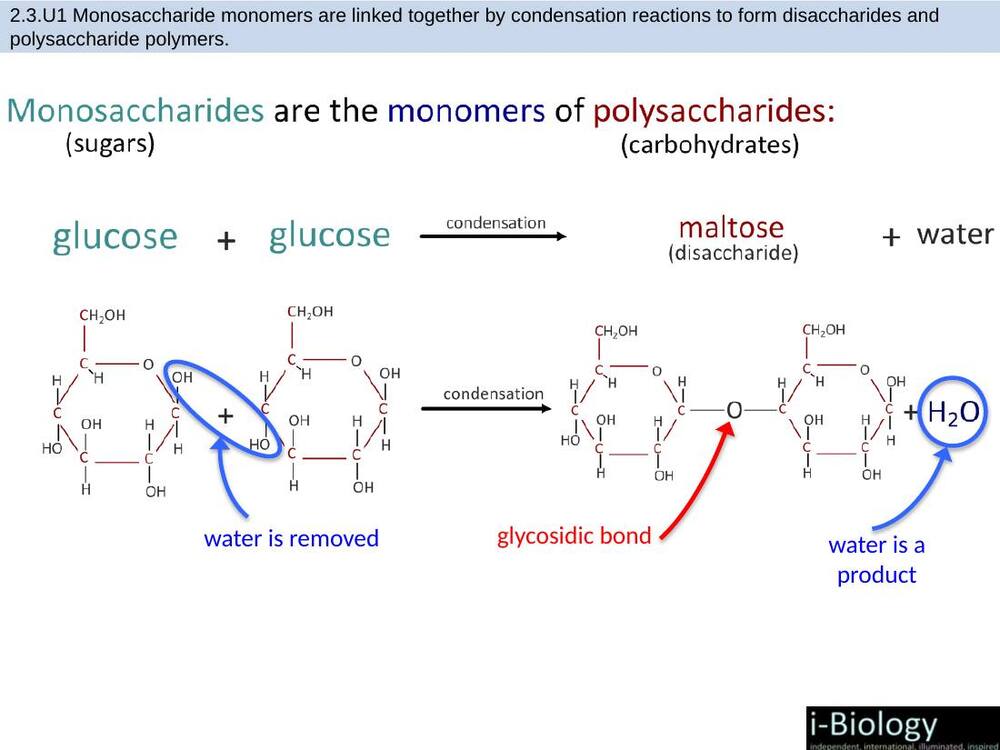 2.3.U1 Monosaccharide monomers are linked together by condensation reactions to form disaccharides and
polysaccharide polymers.
Monosaccharides are the monomers of polysaccharides:
(sugars) (carbohydrates)
glucose + glucose condensation maltose + water
(disaccharide)
CH₂OH CH₂OH CH₂OH CH₂OH
C O C O C O C O
H H OH H H OH H H H H H OH
C C + C C condensation C C O C C + H₂O
OH H OH H OH H OH H
HO H HO H HO H
C C C C C C C C
H OH H OH H OH H OH
water is removed glycosidic bond water is a
product
i-Biology
independent, international, illuminated, inspired